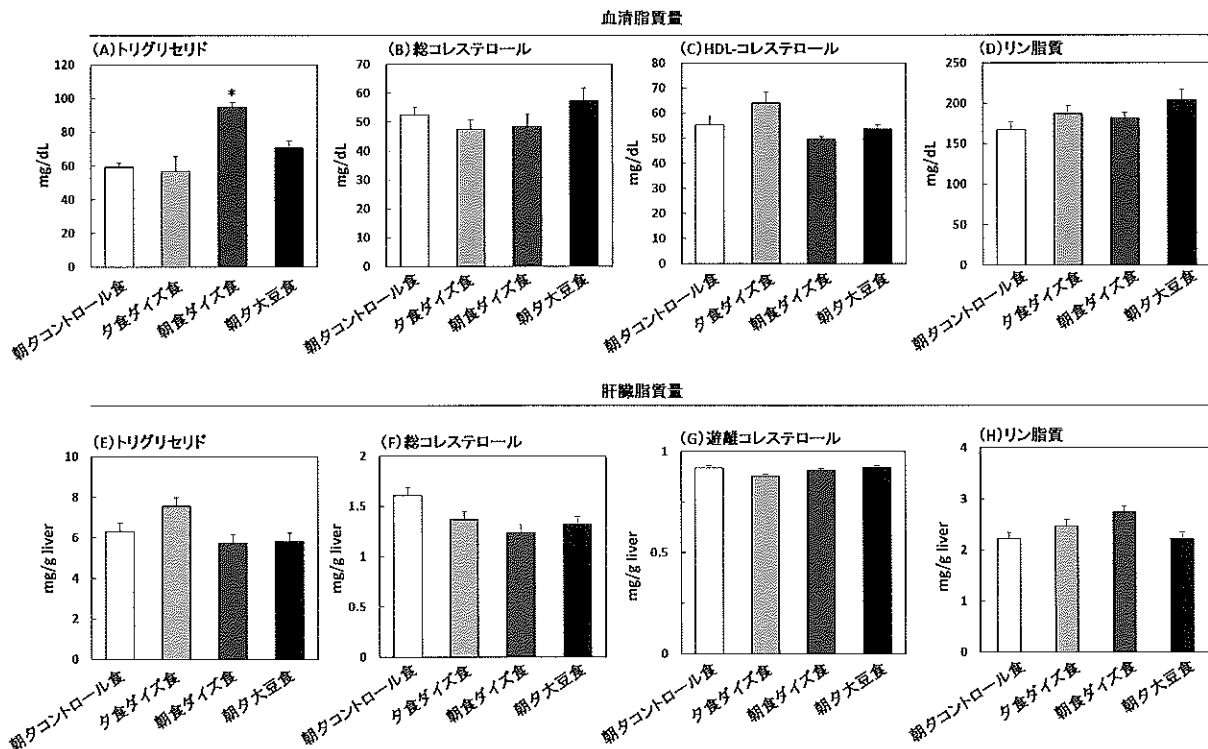 血清脂質量
(A)トリグリセリド
(B)総コレステロール
(C)HDL-コレステロール
(D)リン脂質
120
100
80
60
40
20
0
mg/dL
*
70
60
50
40
30
20
10
0
mg/dL
80
70
60
50
40
30
20
10
0
mg/dL
250
200
150
100
50
0
mg/dL
朝夕コントロール食
夕食ダイズ食
朝食ダイズ食
朝夕大豆食
朝夕コントロール食
夕食ダイズ食
朝食ダイズ食
朝夕大豆食
朝夕コントロール食
夕食ダイズ食
朝食ダイズ食
朝夕大豆食
朝夕コントロール食
夕食ダイズ食
朝食ダイズ食
朝夕大豆食
肝臓脂質量
(E)トリグリセリド
(F)総コレステロール
(G)遊離コレステロール
(H)リン脂質
10
8
6
4
2
0
mg/g liver
2
1.5
1
0.5
0
mg/g liver
1
0.5
0
mg/g liver
4
3
2
1
0
mg/g liver
朝夕コントロール食
夕食ダイズ食
朝食ダイズ食
朝夕大豆食
朝夕コントロール食
夕食ダイズ食
朝食ダイズ食
朝夕大豆食
朝夕コントロール食
夕食ダイズ食
朝食ダイズ食
朝夕大豆食
朝夕コントロール食
夕食ダイズ食
朝食ダイズ食
朝夕大豆食